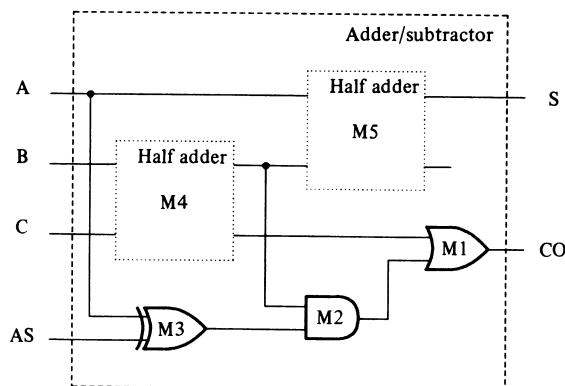 Adder/subtractor
A
Half adder
S
M5
B
Half adder
M4
C
M1
CO
M2
AS
M3